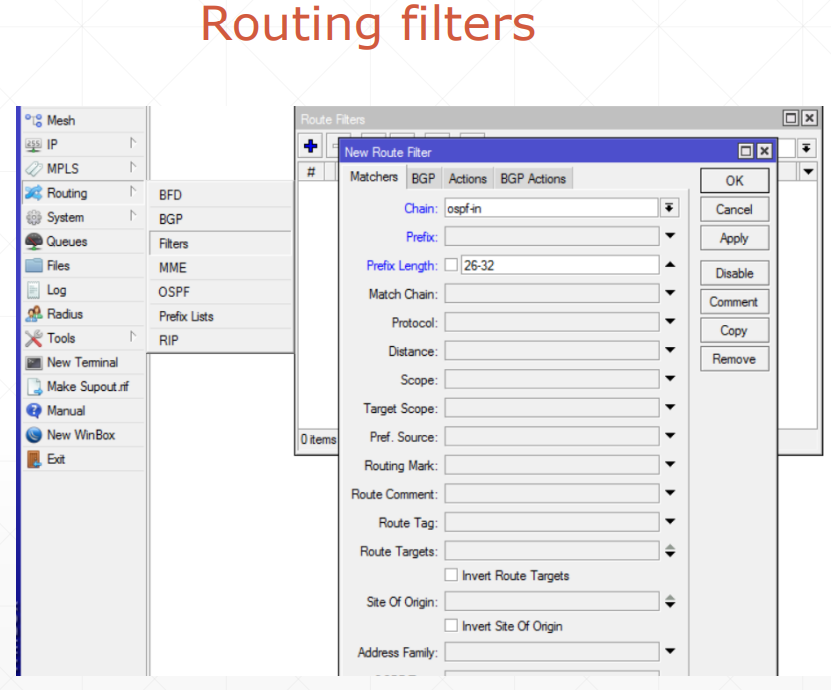 Routing filters
Mesh
IP
MPLS
Routing
System
Queues
Files
Log
Radius
Tools
New Terminal
Make Supout.rif
Manual
New WinBox
Exit
BFD
BGP
Filters
MME
OSPF
Prefix Lists
RIP
Route Filters
#
0 items
New Route Filter
Matchers BGP Actions BGP Actions
Chain: ospf-in
Prefix:
Prefix Length: 26-32
Match Chain:
Protocol:
Distance:
Scope:
Target Scope:
Pref. Source:
Routing Mark:
Route Comment:
Route Tag:
Route Targets:
Invert Route Targets
Site Of Origin:
Invert Site Of Origin
Address Family:
OK
Cancel
Apply
Disable
Comment
Copy
Remove